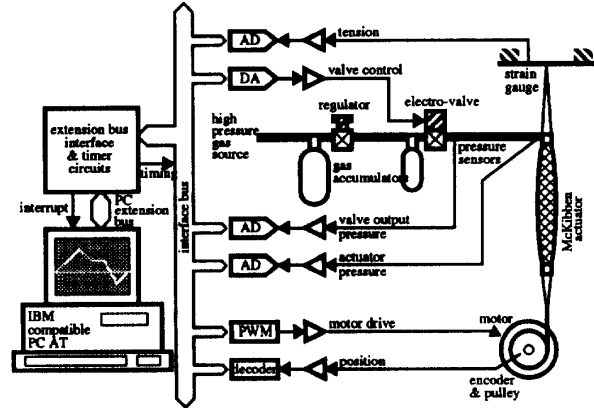 AD
tension
DA
valve control
strain
gauge
regulator
electro-valve
high
pressure
gas
source
extension bus
interface
& timer
circuits
timing
pressure
sensors
gas
accumulators
McKibben
actuator
interrupt
PC
extension
bus
interface bus
AD
valve output
pressure
AD
actuator
pressure
IBM
compatible
PC AT
PWM
motor drive
motor
decoder
position
encoder
& pulley